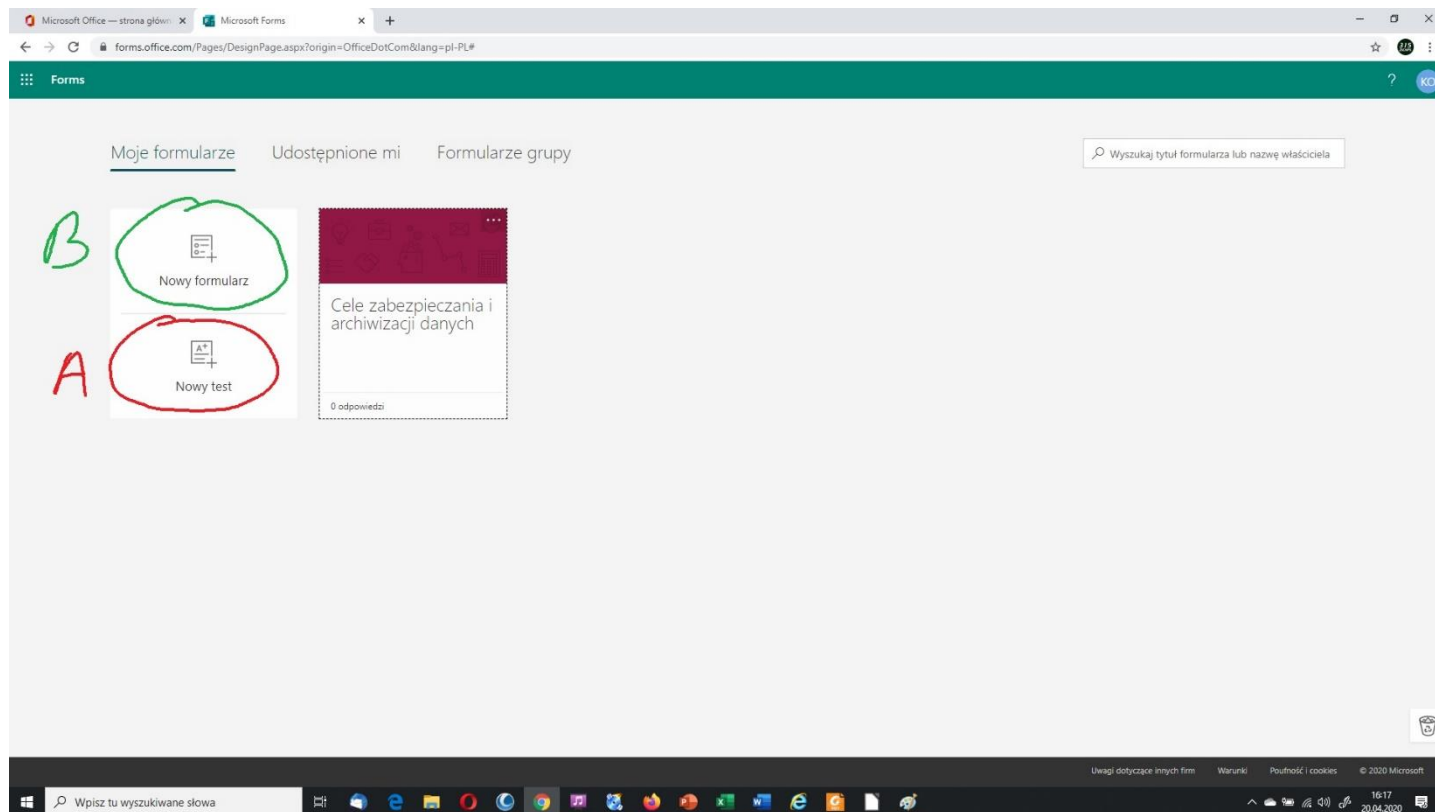 Microsoft Office — strona główn
Microsoft Forms
forms.office.com/Pages/DesignPage.aspx?origin=OfficeDotCom&lang=pl-PL#
Forms
?
KO
Moje formularze
Udostępnione mi
Formularze grupy
Wyszukaj tytuł formularza lub nazwę właściciela
B
Nowy formularz
A
Nowy test
Cele zabezpieczania i
archiwizacji danych
0 odpowiedzi
Uwagi dotyczące innych firm
Warunki
Poufność i cookies
© 2020 Microsoft
Wpisz tu wyszukiwane słowa
16:17
20.04.2020